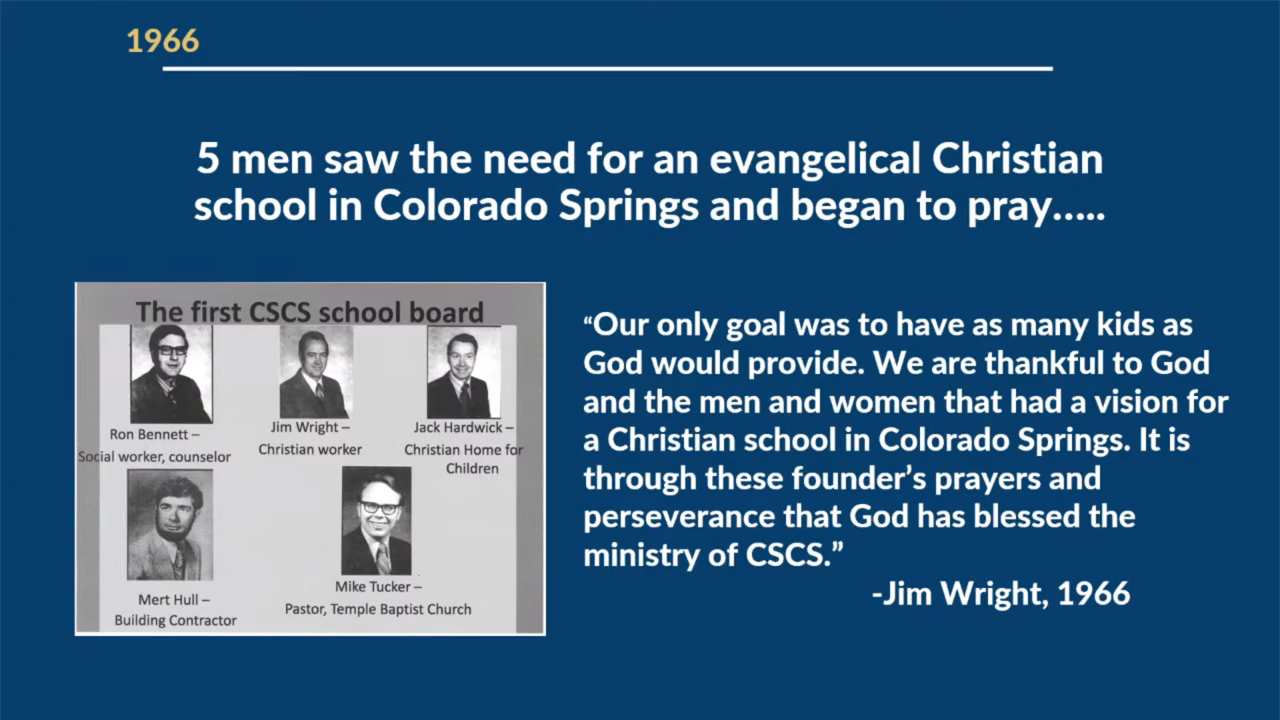 1966
5 men saw the need for an evangelical Christian
school in Colorado Springs and began to pray.....
The first CSCS school board
Ron Bennett –
Social worker, counselor
Jim Wright –
Christian worker
Jack Hardwick –
Christian Home for
Children
Mert Hull –
Building Contractor
Mike Tucker –
Pastor, Temple Baptist Church
“Our only goal was to have as many kids as
God would provide. We are thankful to God
and the men and women that had a vision for
a Christian school in Colorado Springs. It is
through these founder’s prayers and
perseverance that God has blessed the
ministry of CSCS.”
-Jim Wright, 1966